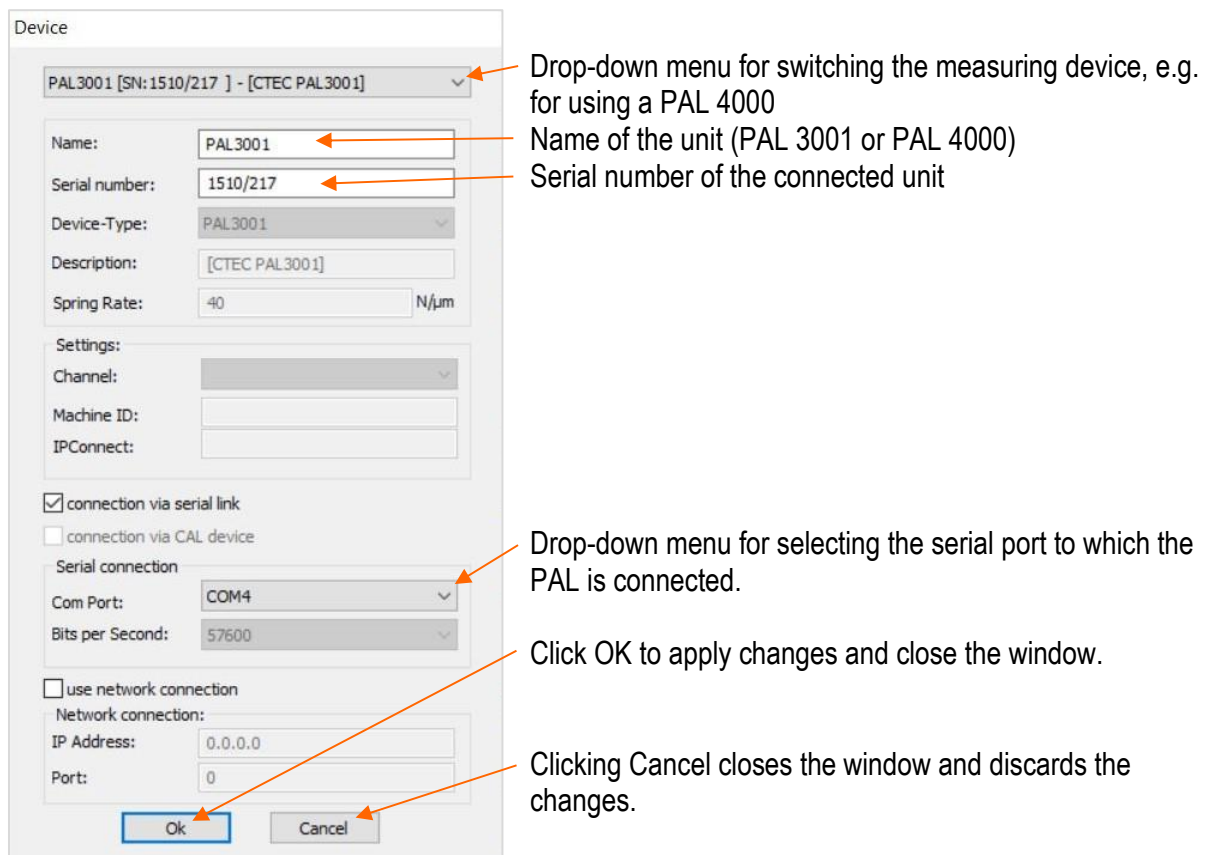 Device
PAL3001 [SN:1510/217 ] - [CTEC PAL3001]
Drop-down menu for switching the measuring device, e.g.
for using a PAL 4000
Name: PAL3001
Name of the unit (PAL 3001 or PAL 4000)
Serial number: 1510/217
Serial number of the connected unit
Device-Type: PAL3001
Description: [CTEC PAL3001]
Spring Rate: 40 N/µm
Settings:
Channel:
Machine ID:
IPConnect:
connection via serial link
connection via CAL device
Serial connection
Com Port: COM4
Drop-down menu for selecting the serial port to which the
PAL is connected.
Bits per Second: 57600
Click OK to apply changes and close the window.
use network connection
Network connection:
IP Address: 0.0.0.0
Port: 0
Clicking Cancel closes the window and discards the
changes.
Ok Cancel